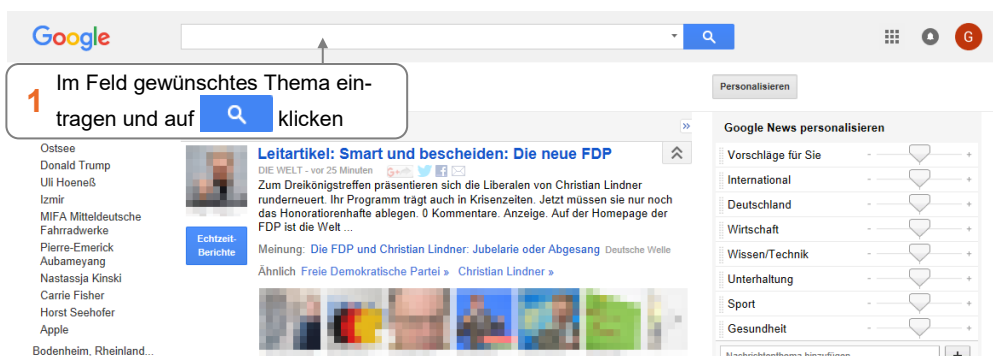 Google
G
1 Im Feld gewünschtes Thema ein-
tragen und auf klicken
Personalisieren
»
Ostsee
Donald Trump
Uli Hoeneß
Izmir
MIFA Mitteldeutsche
Fahrradwerke
Pierre-Emerick
Aubameyang
Nastassja Kinski
Carrie Fisher
Horst Seehofer
Apple
Bodenheim, Rheinland...
Leitartikel: Smart und bescheiden: Die neue FDP
DIE WELT - vor 25 Minuten
Zum Dreikönigstreffen präsentieren sich die Liberalen von Christian Lindner
runderneuert. Ihr Programm trägt auch in Krisenzeiten. Jetzt müssen sie nur noch
das Honoratiorenhafte ablegen. 0 Kommentare. Anzeige. Auf der Homepage der
FDP ist die Welt ...
Echtzeit-
Berichte
Meinung: Die FDP und Christian Lindner: Jubelarie oder Abgesang Deutsche Welle
Ähnlich Freie Demokratische Partei » Christian Lindner »
Google News personalisieren
Vorschläge für Sie - +
International - +
Deutschland - +
Wirtschaft - +
Wissen/Technik - +
Unterhaltung - +
Sport - +
Gesundheit - +
Nachrichtenthema hinzufügen +